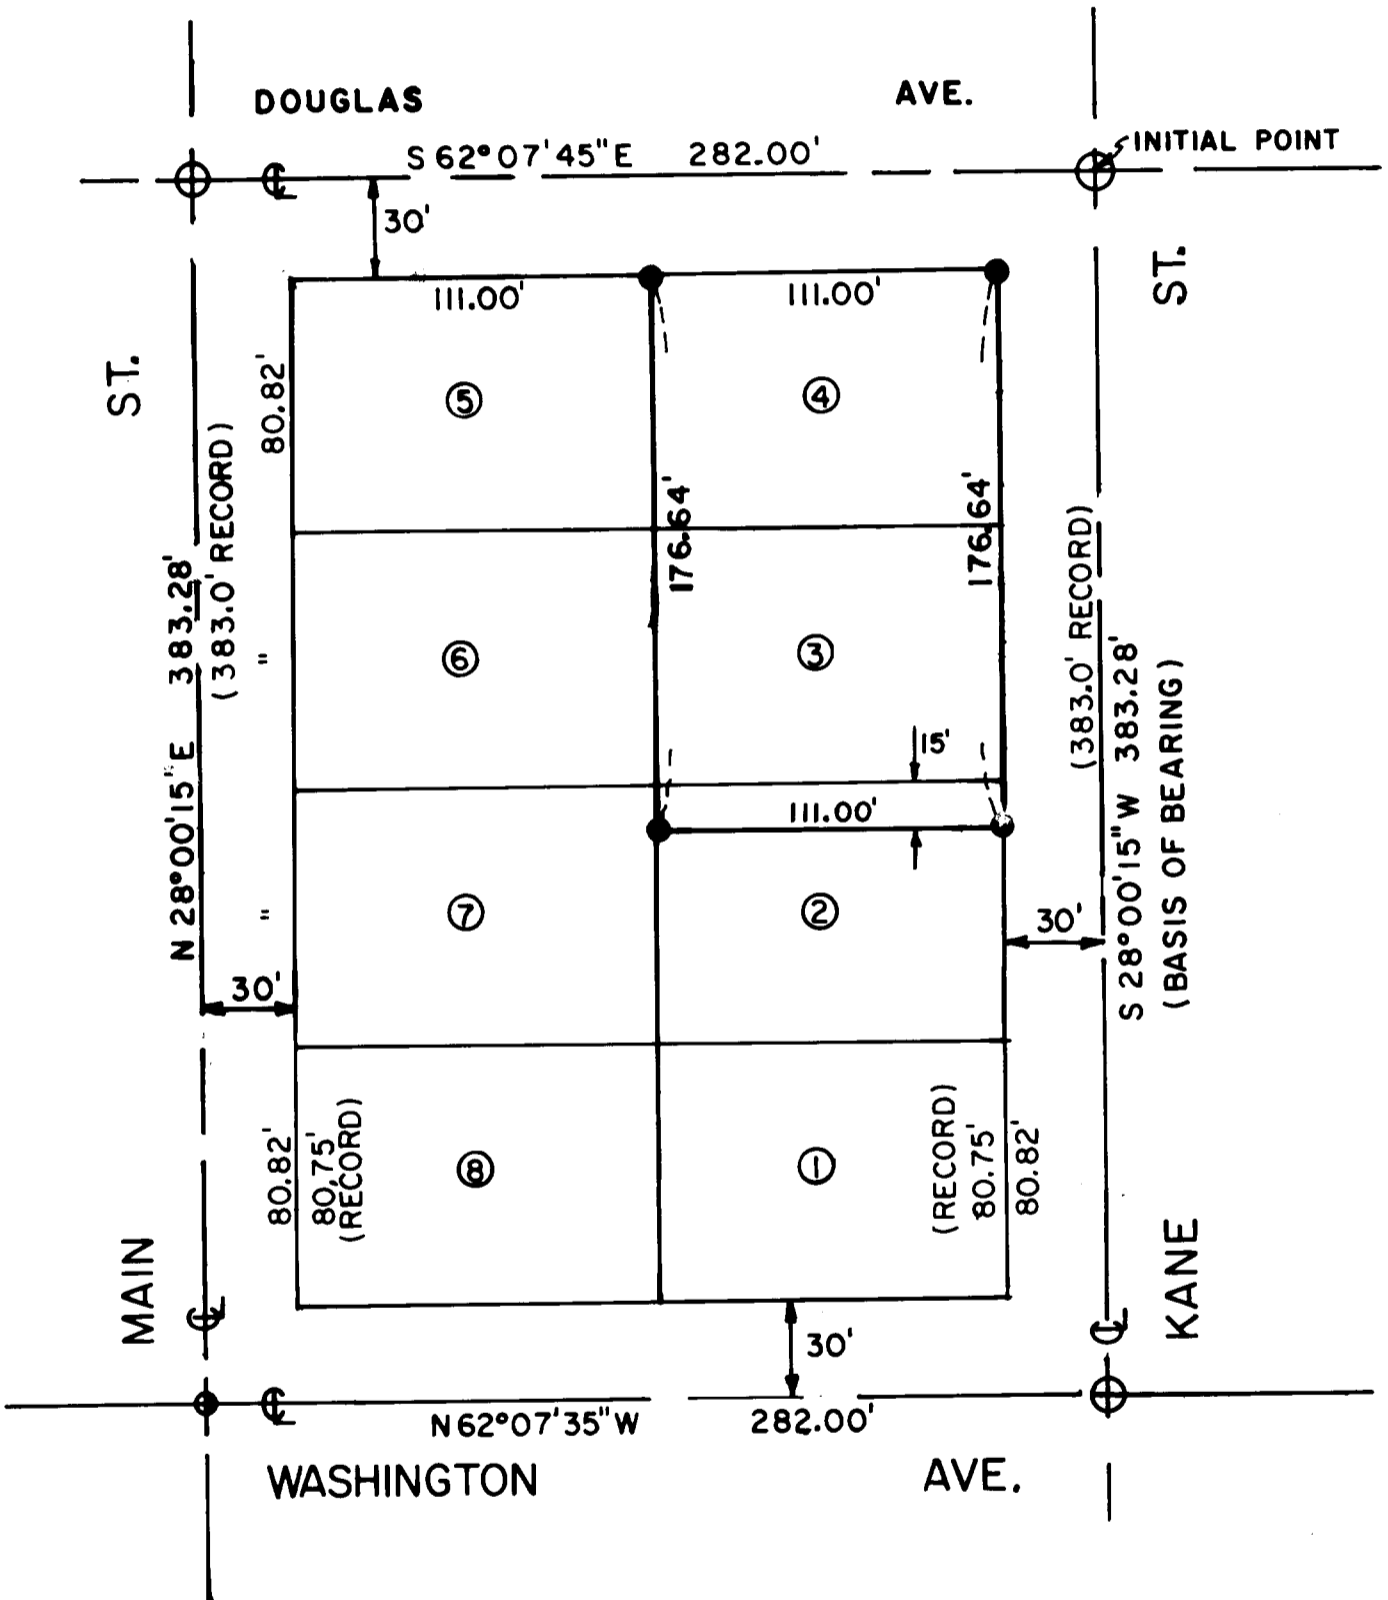 DOUGLAS AVE.
S 62° 07' 45" E 282.00'
INITIAL POINT
30'
111.00' 111.00'
ST.
ST.
80.82'
⑤ ④
(383.0' RECORD)
N 28° 00' 15" E 383.28'
176.64' 176.64'
(383.0' RECORD)
S 28° 00' 15" W 383.28'
(BASIS OF BEARING)
" ⑥ ③
15'
111.00'
" ⑦ ②
30'
30'
80.82'
80.75'
(RECORD)
⑧ ①
(RECORD)
80.75'
80.82'
MAIN
KANE
℄
℄
℄
℄
30'
N 62° 07' 35" W 282.00'
WASHINGTON AVE.